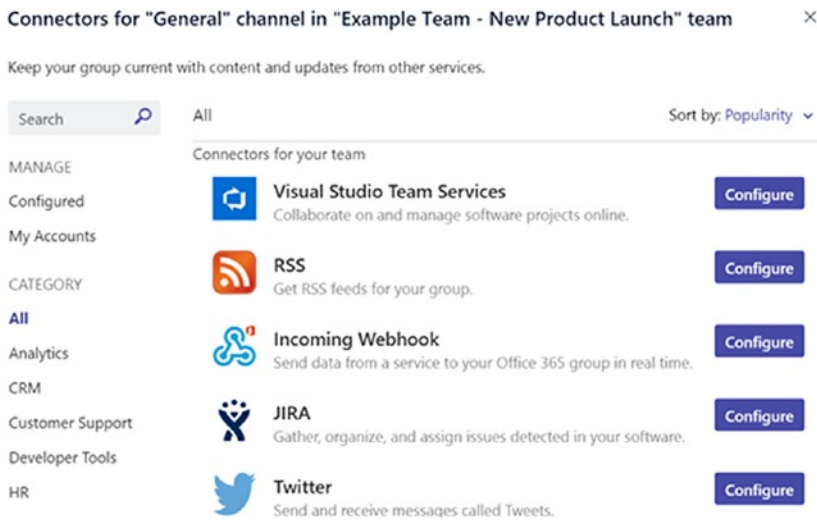 Connectors for "General" channel in "Example Team - New Product Launch" team
Keep your group current with content and updates from other services.
Search
MANAGE
Configured
My Accounts
CATEGORY
All
Analytics
CRM
Customer Support
Developer Tools
HR
All
Sort by: Popularity
Connectors for your team
Visual Studio Team Services
Collaborate on and manage software projects online.
Configure
RSS
Get RSS feeds for your group.
Configure
Incoming Webhook
Send data from a service to your Office 365 group in real time.
Configure
JIRA
Gather, organize, and assign issues detected in your software.
Configure
Twitter
Send and receive messages called Tweets.
Configure